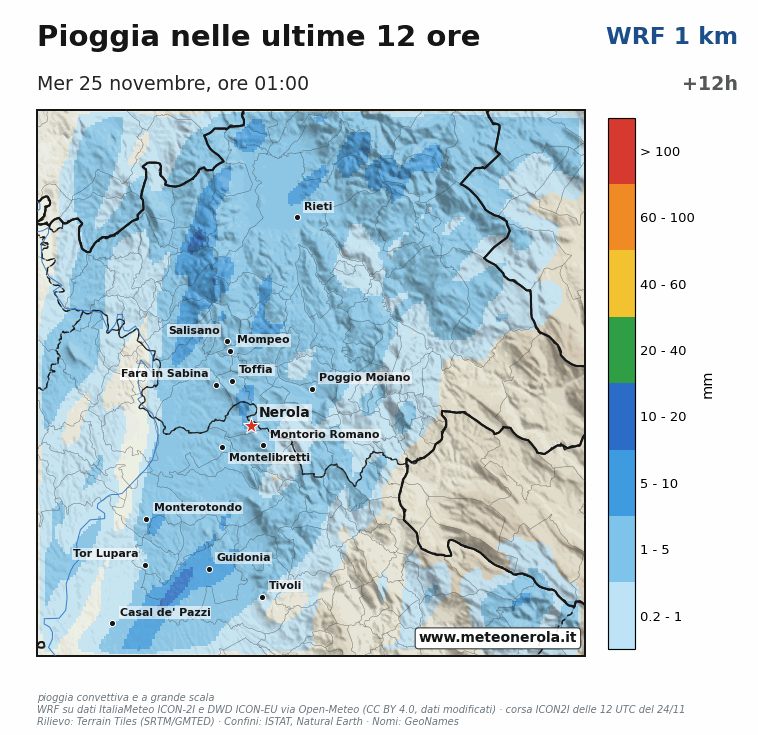 Pioggia nelle ultime 12 ore
WRF 1 km
Mer 25 novembre, ore 01:00
+12h
> 100
60 - 100
40 - 60
20 - 40
10 - 20
5 - 10
1 - 5
0.2 - 1
mm
Rieti
Salisano
Mompeo
Toffia
Fara in Sabina
Poggio Moiano
Nerola
Montorio Romano
Montelibretti
Monterotondo
Tor Lupara
Guidonia
Tivoli
Casal de' Pazzi
www.meteonerola.it
pioggia convettiva e a grande scala
WRF su dati ItaliaMeteo ICON-2I e DWD ICON-EU via Open-Meteo (CC BY 4.0, dati modificati) · corsa ICON2I delle 12 UTC del 24/11
Rilievo: Terrain Tiles (SRTM/GMTED) · Confini: ISTAT, Natural Earth · Nomi: GeoNames